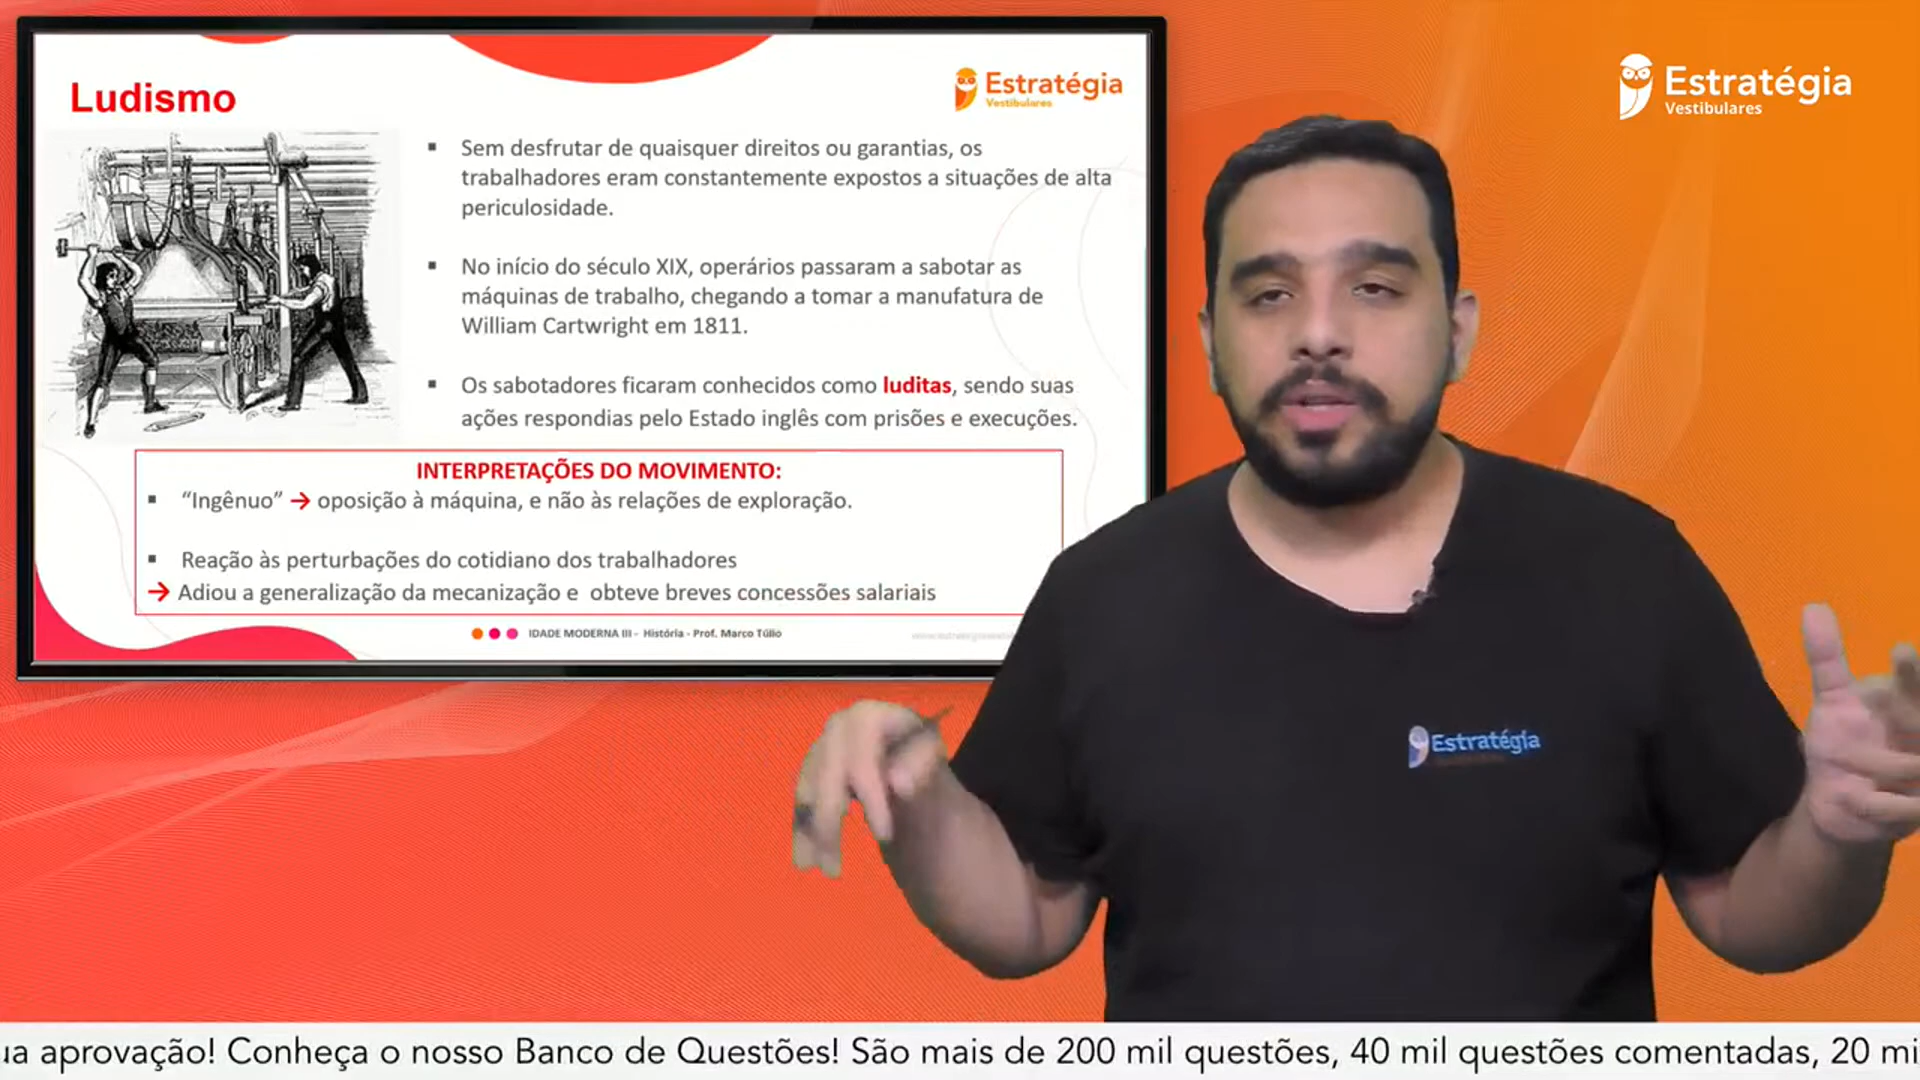 Ludismo
Estratégia
Vestibulares
Estratégia
Vestibulares
Sem desfrutar de quaisquer direitos ou garantias, os
trabalhadores eram constantemente expostos a situações de alta
periculosidade.
No início do século XIX, operários passaram a sabotar as
máquinas de trabalho, chegando a tomar a manufatura de
William Cartwright em 1811.
Os sabotadores ficaram conhecidos como luditas, sendo suas
ações respondias pelo Estado inglês com prisões e execuções.
INTERPRETAÇÕES DO MOVIMENTO:
“Ingênuo” → oposição à máquina, e não às relações de exploração.
Reação às perturbações do cotidiano dos trabalhadores
→ Adiou a generalização da mecanização e obteve breves concessões salariais
IDADE MODERNA III - História - Prof. Marco Túlio
Estratégia
ua aprovação! Conheça o nosso Banco de Questões! São mais de 200 mil questões, 40 mil questões comentadas, 20 mi